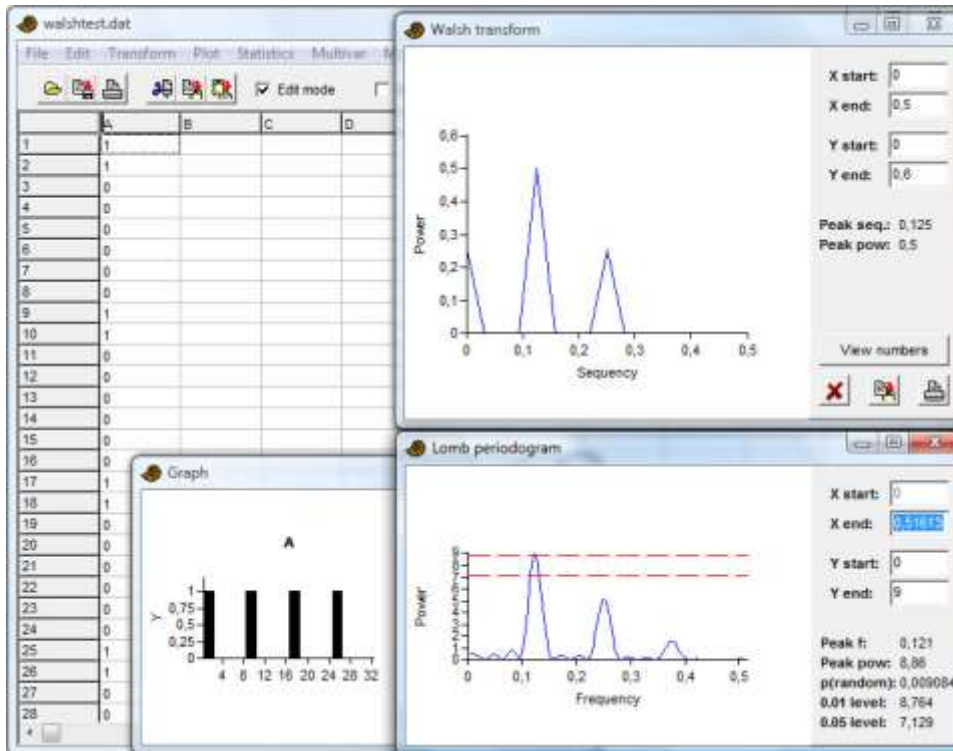 walshtest.dat
File Edit Transform Plot Statistics Multivar M
Edit mode
A B C D
1 1
2 1
3 0
4 0
5 0
6 0
7 0
8 0
9 1
10 1
11 0
12 0
13 0
14 0
15 0
16 0
17 1
18 1
19 0
20 0
21 0
22 0
23 0
24 0
25 1
26 1
27 0
28 0
Walsh transform
X start: 0
X end: 0,5
Y start: 0
Y end: 0,6
Peak seq.: 0,125
Peak pow: 0,5
View numbers
0,6
0,5
0,4
0,3
0,2
0,1
0
Power
0 0,1 0,2 0,3 0,4 0,5
Sequency
Graph
A
1
0,75
0,5
0,25
0
Y
4 8 12 16 20 24 28 32
Lomb periodogram
X start: 0
X end:
Y start: 0
Y end: 9
Peak f: 0,121
Peak pow: 8,86
p(random): 0,009084
0.01 level: 8,764
0.05 level: 7,129
9
8
7
6
5
4
3
2
1
0
Power
0 0,1 0,2 0,3 0,4 0,5
Frequency